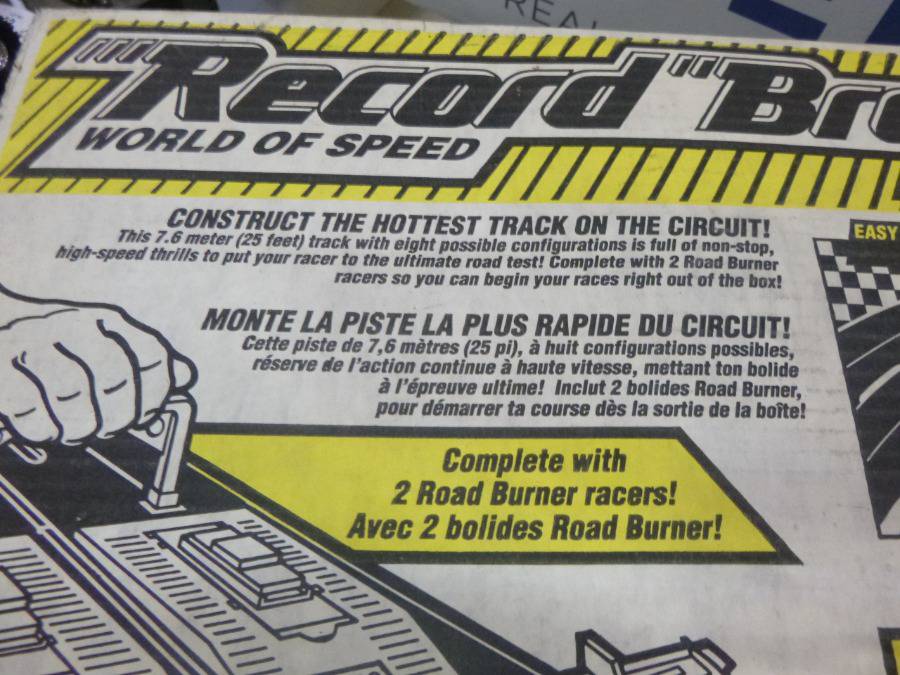 REAL
Record Bre
WORLD OF SPEED
CONSTRUCT THE HOTTEST TRACK ON THE CIRCUIT!
This 7.6 meter (25 feet) track with eight possible configurations is full of non-stop,
high-speed thrills to put your racer to the ultimate road test! Complete with 2 Road Burner
racers so you can begin your races right out of the box!
EASY
MONTE LA PISTE LA PLUS RAPIDE DU CIRCUIT!
Cette piste de 7,6 mètres (25 pi), à huit configurations possibles,
réserve de l'action continue à haute vitesse, mettant ton bolide
à l'épreuve ultime! Inclut 2 bolides Road Burner,
pour démarrer ta course dès la sortie de la boîte!
Complete with
2 Road Burner racers!
Avec 2 bolides Road Burner!